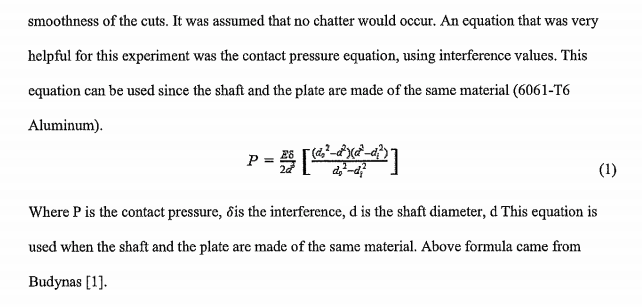 smoothness of the cuts. It was assumed that no chatter would occur. An equation that was very
helpful for this experiment was the contact pressure equation, using interference values. This
equation can be used since the shaft and the plate are made of the same material (6061-T6
Aluminum).
P = \frac{Eδ}{2d^3} [\frac{(d_o^2-d^2)(d^2-d_i^2)}{d_o^2-d_i^2}] (1)
Where P is the contact pressure, δis the interference, d is the shaft diameter, d This equation is
used when the shaft and the plate are made of the same material. Above formula came from
Budynas [1].